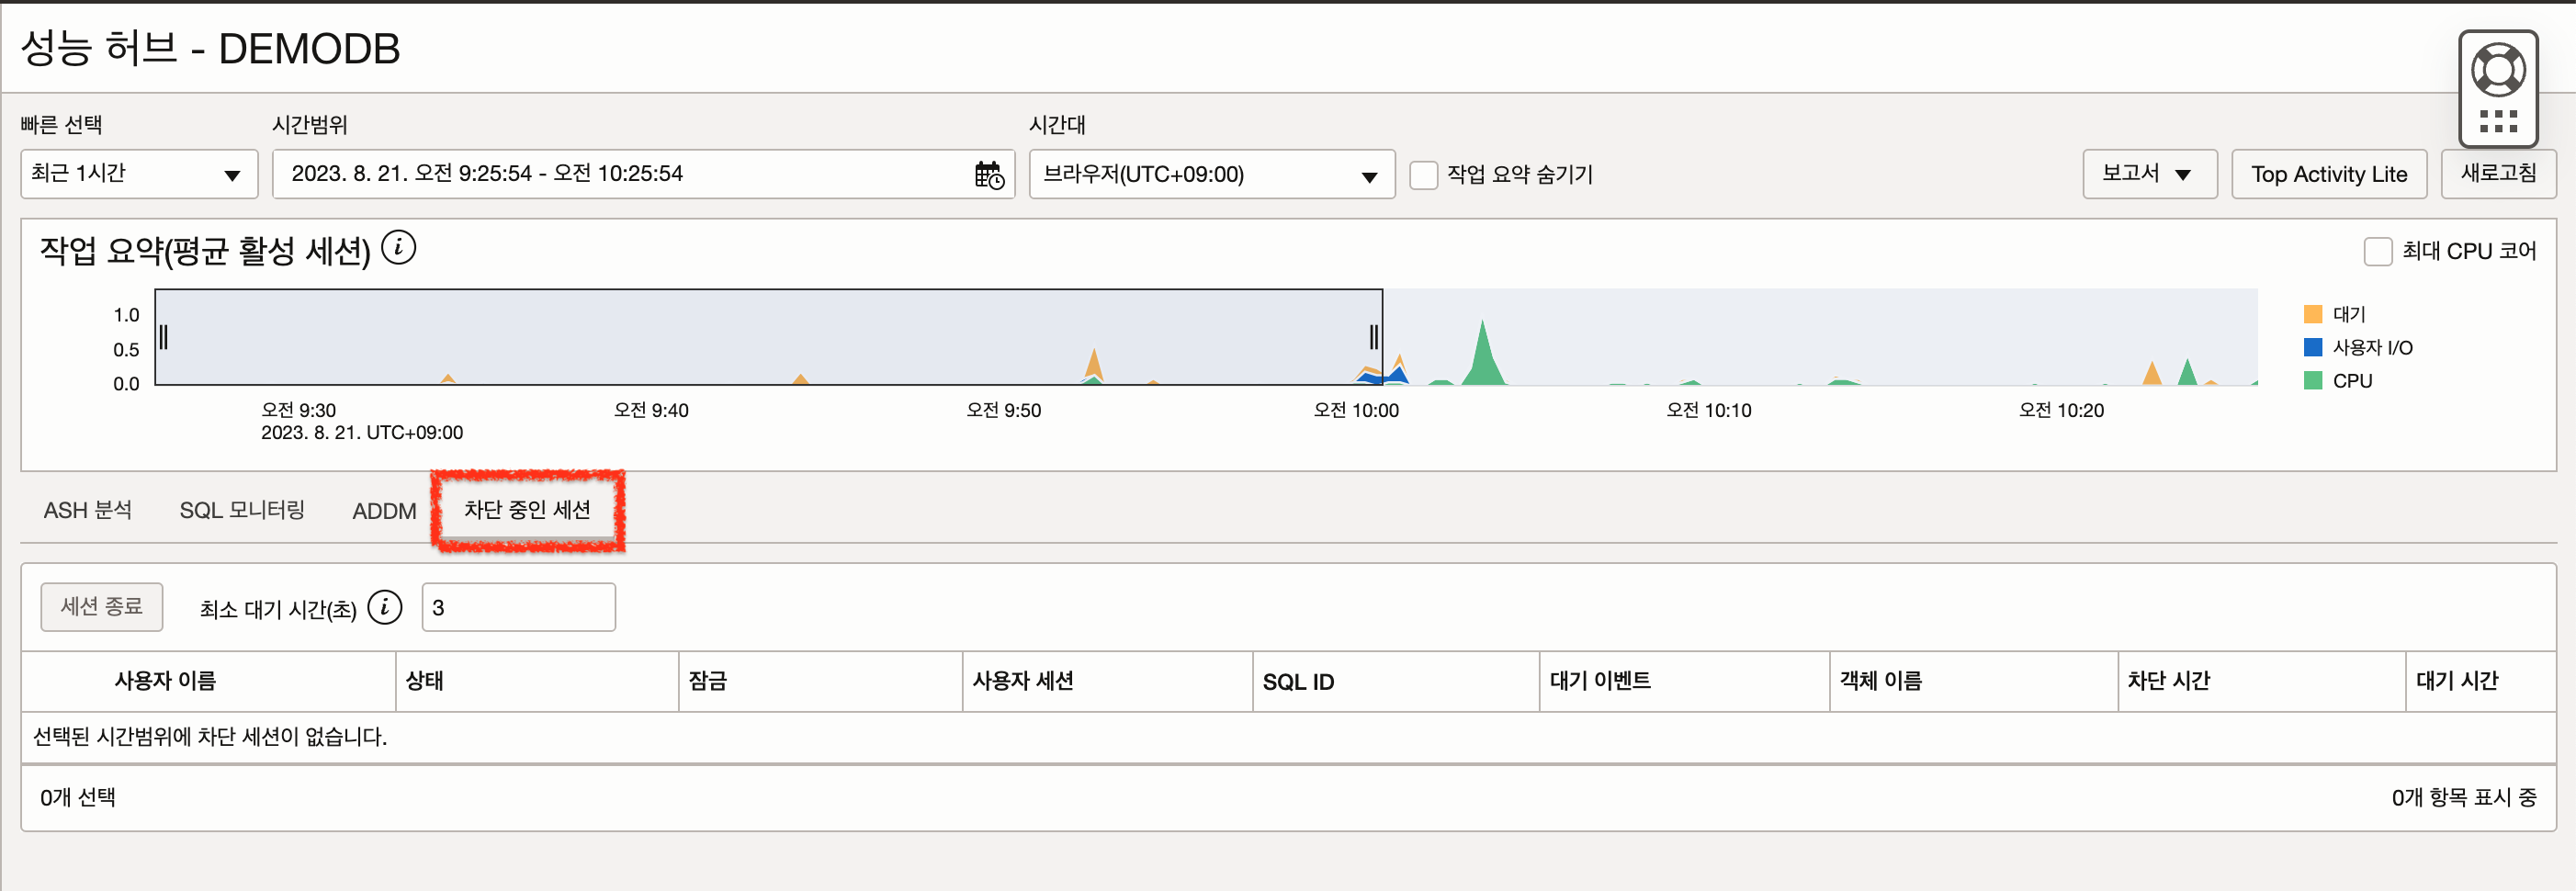 성능 허브 - DEMODB
빠른 선택
시간범위
시간대
최근 1시간
2023. 8. 21. 오전 9:25:54 - 오전 10:25:54
브라우저(UTC+09:00)
작업 요약 숨기기
보고서
Top Activity Lite
새로고침
작업 요약(평균 활성 세션)
최대 CPU 코어
1.0
0.5
0.0
대기
사용자 I/O
CPU
오전 9:30
오전 9:40
오전 9:50
오전 10:00
오전 10:10
오전 10:20
2023. 8. 21. UTC+09:00
ASH 분석
SQL 모니터링
ADDM
차단 중인 세션
세션 종료
최소 대기 시간(초)
3
사용자 이름
상태
잠금
사용자 세션
SQL ID
대기 이벤트
객체 이름
차단 시간
대기 시간
선택된 시간범위에 차단 세션이 없습니다.
0개 선택
0개 항목 표시 중